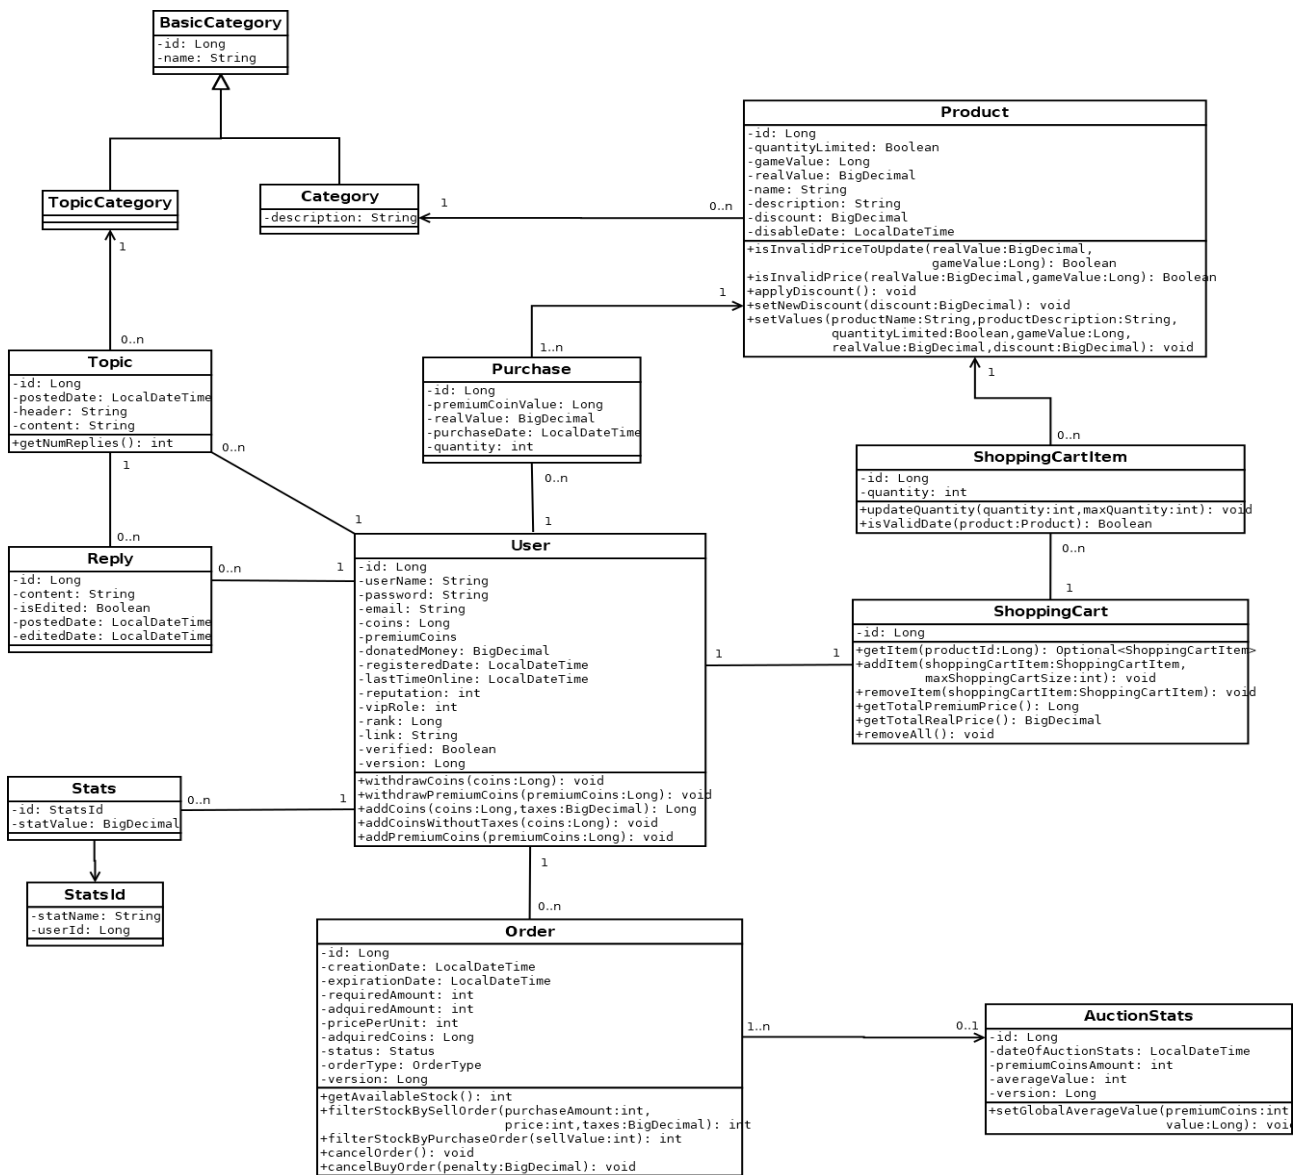 BasicCategory
-id: Long
-name: String
TopicCategory
Category
-description: String
1
0..n
Product
-id: Long
-quantityLimited: Boolean
-gameValue: Long
-realValue: BigDecimal
-name: String
-description: String
-discount: BigDecimal
-disableDate: LocalDateTime
+isInvalidPriceToUpdate(realValue:BigDecimal,
gameValue:Long): Boolean
+isInvalidPrice(realValue:BigDecimal,gameValue:Long): Boolean
+applyDiscount(): void
+setNewDiscount(discount:BigDecimal): void
+setValues(productName:String,productDescription:String,
quantityLimited:Boolean,gameValue:Long,
realValue:BigDecimal,discount:BigDecimal): void
1
0..n
1
1..n
1
0..n
Topic
-id: Long
-postedDate: LocalDateTime
-header: String
-content: String
+getNumReplies(): int
0..n
1
1
0..n
Purchase
-id: Long
-premiumCoinValue: Long
-realValue: BigDecimal
-purchaseDate: LocalDateTime
-quantity: int
0..n
1
ShoppingCartItem
-id: Long
-quantity: int
+updateQuantity(quantity:int,maxQuantity:int): void
+isValidDate(product:Product): Boolean
0..n
1
Reply
-id: Long
-content: String
-isEdited: Boolean
-postedDate: LocalDateTime
-editedDate: LocalDateTime
0..n
1
User
-id: Long
-userName: String
-password: String
-email: String
-coins: Long
-premiumCoins
-donatedMoney: BigDecimal
-registeredDate: LocalDateTime
-lastTimeOnline: LocalDateTime
-reputation: int
-vipRole: int
-rank: Long
-link: String
-verified: Boolean
-version: Long
+withdrawCoins(coins:Long): void
+withdrawPremiumCoins(premiumCoins:Long): void
+addCoins(coins:Long,taxes:BigDecimal): Long
+addCoinsWithoutTaxes(coins:Long): void
+addPremiumCoins(premiumCoins:Long): void
1
1
ShoppingCart
-id: Long
+getItem(productId:Long): Optional<ShoppingCartItem>
+addItem(shoppingCartItem:ShoppingCartItem,
maxShoppingCartSize:int): void
+removeItem(shoppingCartItem:ShoppingCartItem): void
+getTotalPremiumPrice(): Long
+getTotalRealPrice(): BigDecimal
+removeAll(): void
Stats
-id: StatsId
-statValue: BigDecimal
0..n
1
StatsId
-statName: String
-userId: Long
1
0..n
Order
-id: Long
-creationDate: LocalDateTime
-expirationDate: LocalDateTime
-requiredAmount: int
-adquiredAmount: int
-pricePerUnit: int
-adquiredCoins: Long
-status: Status
-orderType: OrderType
-version: Long
+getAvailableStock(): int
+filterStockBySellOrder(purchaseAmount:int,
price:int,taxes:BigDecimal): int
+filterStockByPurchaseOrder(sellValue:int): int
+cancelOrder(): void
+cancelBuyOrder(penalty:BigDecimal): void
1..n
0..1
AuctionStats
-id: Long
-dateOfAuctionStats: LocalDateTime
-premiumCoinsAmount: int
-averageValue: int
-version: Long
+setGlobalAverageValue(premiumCoins:int
value:Long): void